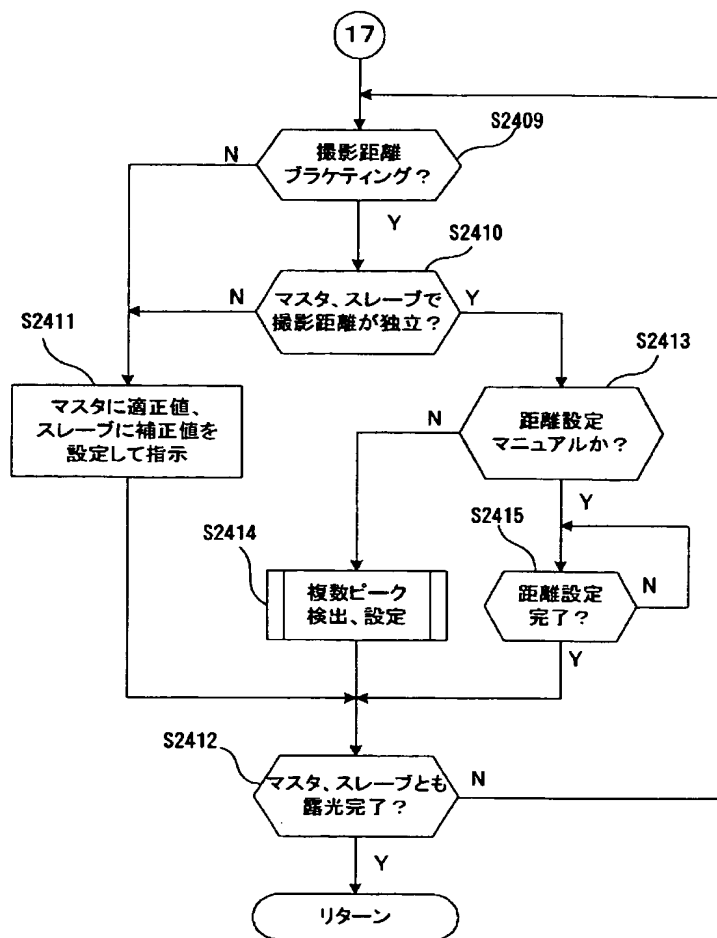 17
S2409
撮影距離
ブラケティング？
N
Y
S2410
マスタ、スレーブで
撮影距離が独立？
N
Y
S2411
マスタに適正値、
スレーブに補正値を
設定して指示
S2413
距離設定
マニュアルか？
N
Y
S2414
複数ピーク
検出、設定
S2415
距離設定
完了？
N
Y
S2412
マスタ、スレーブとも
露光完了？
N
Y
リターン